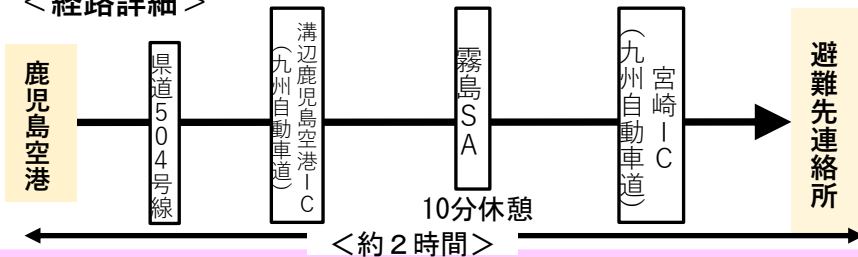 ＜経路詳細＞
鹿児島空港
県道504号線
溝辺鹿児島空港IC
（九州自動車道）
霧島SA
10分休憩
宮崎IC
（九州自動車道）
避難先連絡所
＜約２時間＞